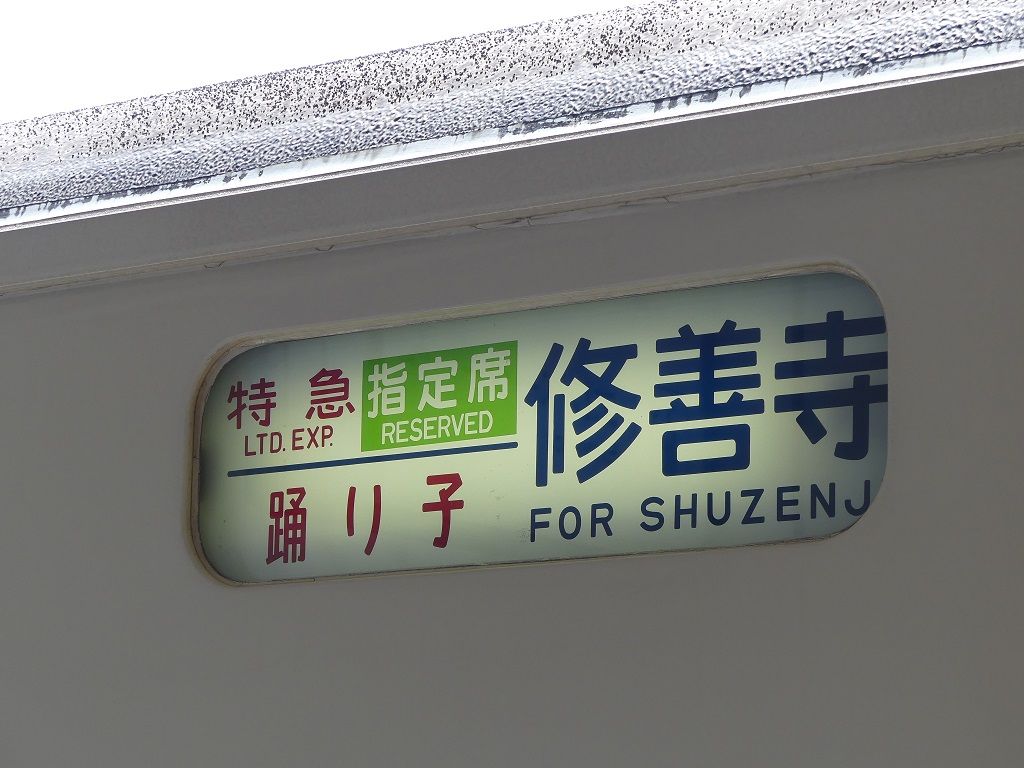 特急
LTD. EXP.
指定席
RESERVED
踊り子
修善寺
FOR SHUZENJ